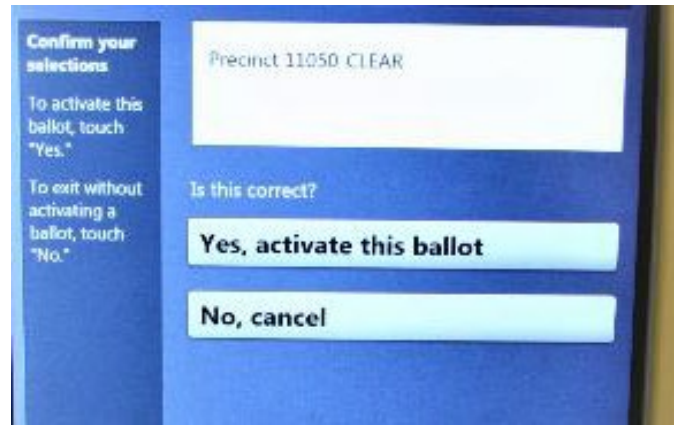 Confirm your
selections
To activate this
ballot, touch
"Yes."
To exit without
activating a
ballot, touch
"No."
Precinct 11050 CLEAR
Is this correct?
Yes, activate this ballot
No, cancel